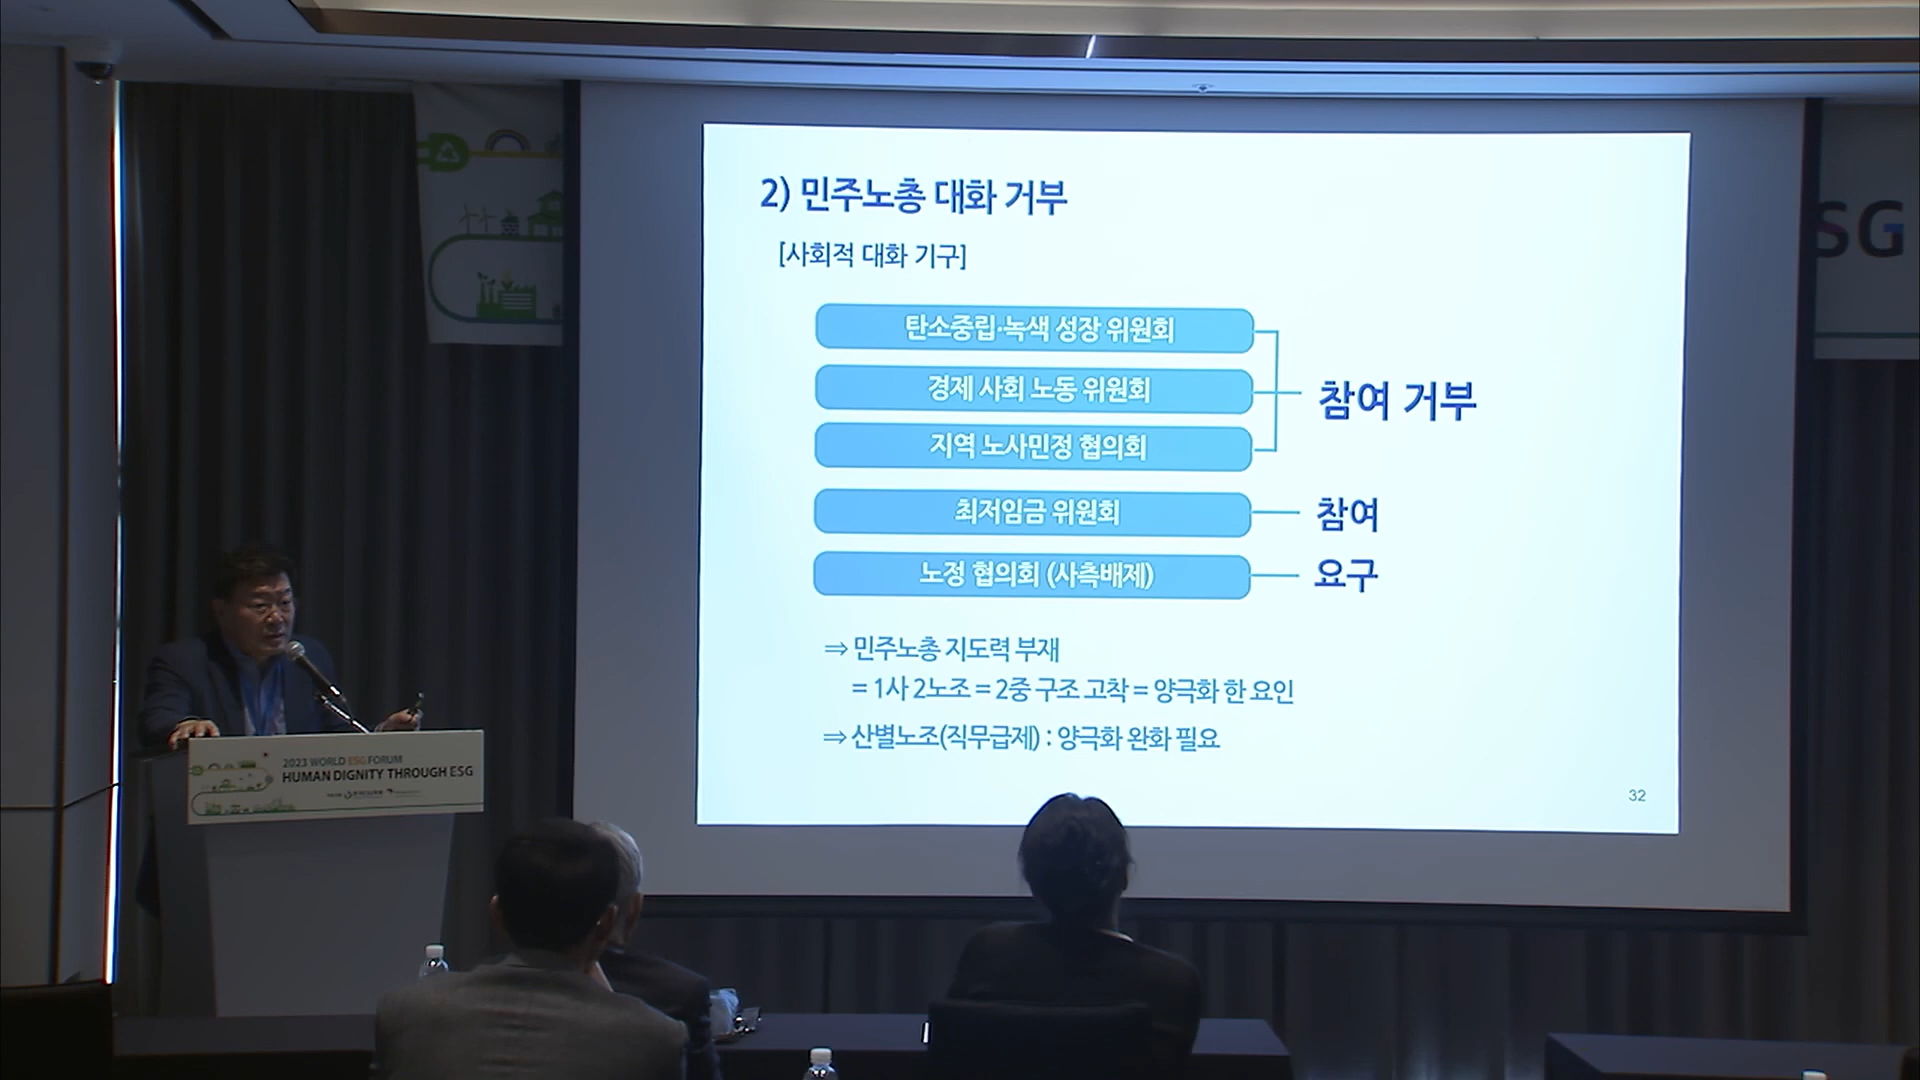 2) 민주노총 대화 거부
[사회적 대화 기구]
탄소중립·녹색 성장 위원회
경제 사회 노동 위원회
지역 노사민정 협의회
참여 거부
최저임금 위원회
참여
노정 협의회 (사측배제)
요구
⇒ 민주노총 지도력 부재
= 1사 2노조 = 2중 구조 고착 = 양극화 한 요인
⇒ 산별노조(직무급제) : 양극화 완화 필요
32
SG
2023 WORLD ESG FORUM
HUMAN DIGNITY THROUGH ESG